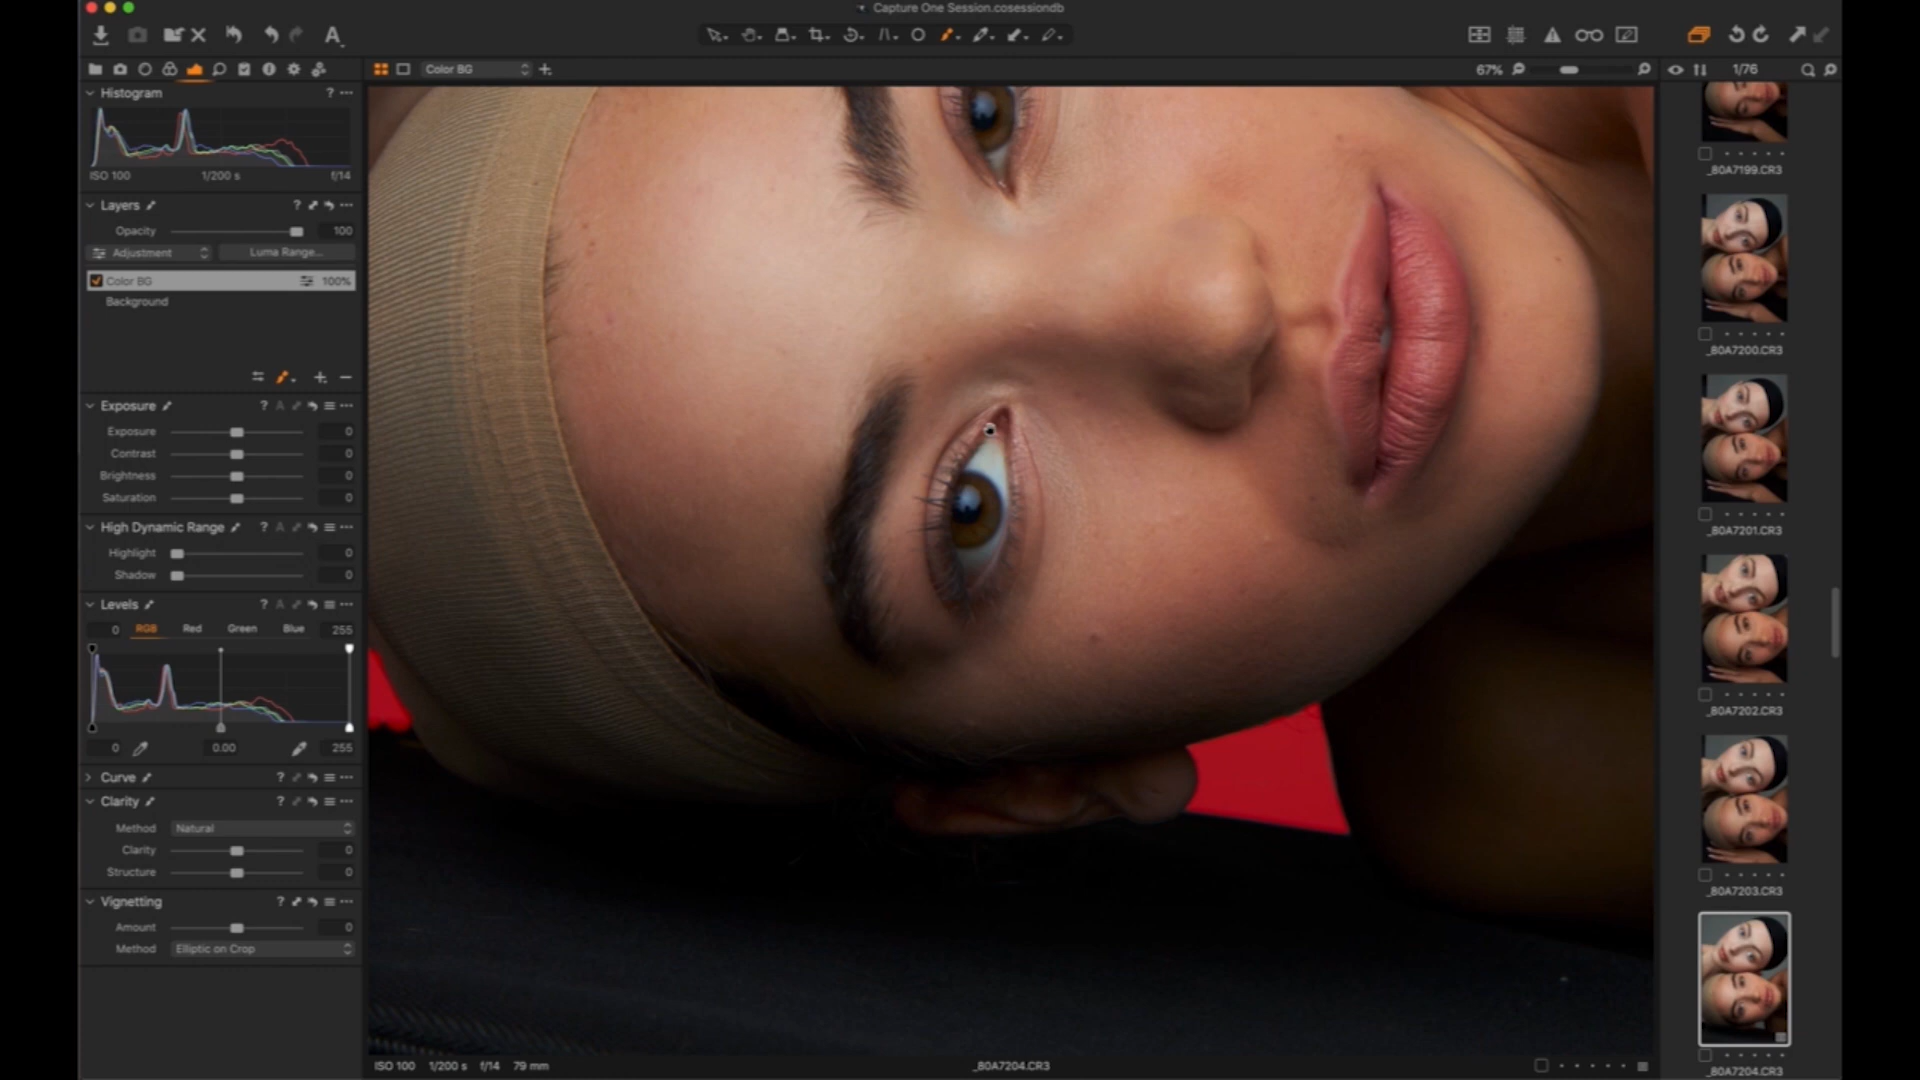 Capture One Session.cosessiondb
A
Color BG
67%
1/76
Histogram
? ...
ISO 100
1/200 s
f/14
Layers
? ...
Opacity
100
Adjustment
Luma Range...
Color BG
100%
Background
Exposure
? A ...
Exposure
0
Contrast
0
Brightness
0
Saturation
0
High Dynamic Range
? A ...
Highlight
0
Shadow
0
Levels
? A ...
0
RGB
Red
Green
Blue
255
0
0.00
255
Curve
? ...
Clarity
? ...
Method
Natural
Clarity
0
Structure
0
Vignetting
? ...
Amount
0
Method
Elliptic on Crop
ISO 100
1/200 s
f/14
79 mm
_80A7204.CR3
_80A7199.CR3
_80A7200.CR3
_80A7201.CR3
_80A7202.CR3
_80A7203.CR3
_80A7204.CR3